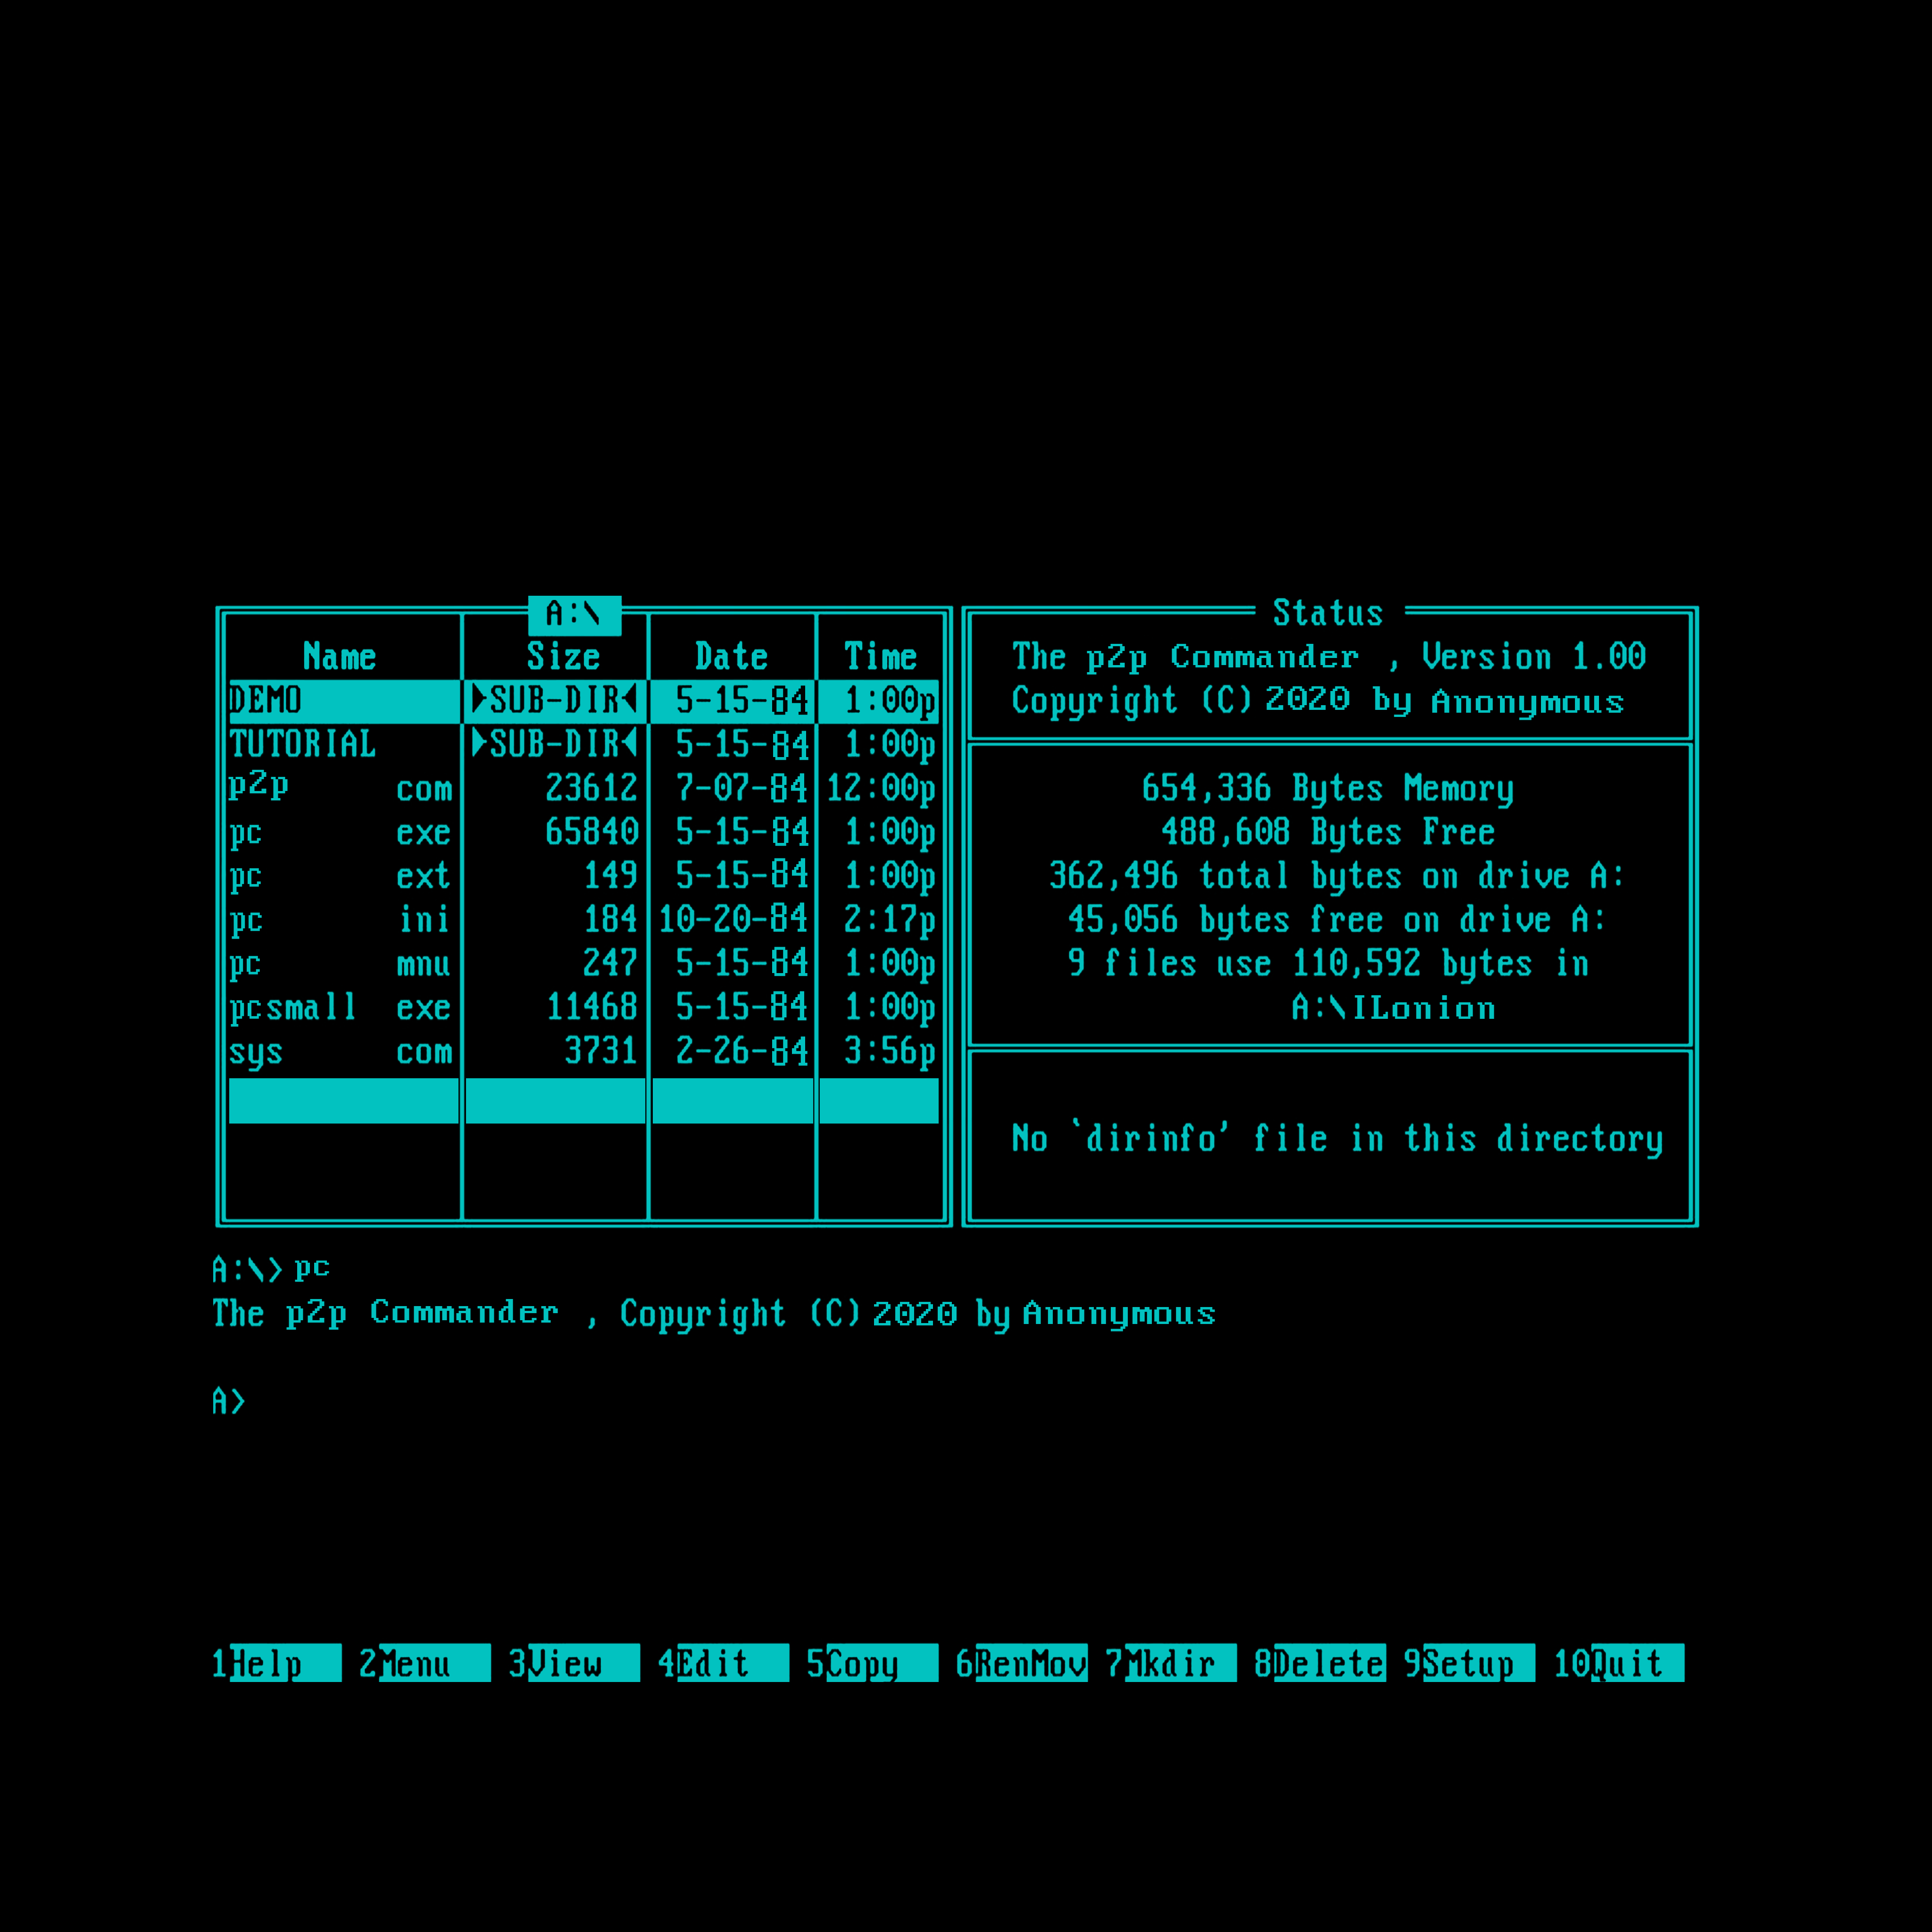 A:\
Name Size Date Time
DEMO ►SUB-DIR◄ 5-15-84 1:00p
TUTORIAL ►SUB-DIR◄ 5-15-84 1:00p
p2p com 23612 7-07-84 12:00p
pc exe 65840 5-15-84 1:00p
pc ext 149 5-15-84 1:00p
pc ini 184 10-20-84 2:17p
pc mnu 247 5-15-84 1:00p
pcsmall exe 11468 5-15-84 1:00p
sys com 3731 2-26-84 3:56p
Status
The p2p Commander , Version 1.00
Copyright (C) 2020 by Anonymous
654,336 Bytes Memory
488,608 Bytes Free
362,496 total bytes on drive A:
45,056 bytes free on drive A:
9 files use 110,592 bytes in
A:\ILonion
No `dirinfo' file in this directory
A:\> pc
The p2p Commander , Copyright (C) 2020 by Anonymous
A>
1Help 2Menu 3View 4Edit 5Copy 6RenMov 7Mkdir 8Delete 9Setup 10Quit